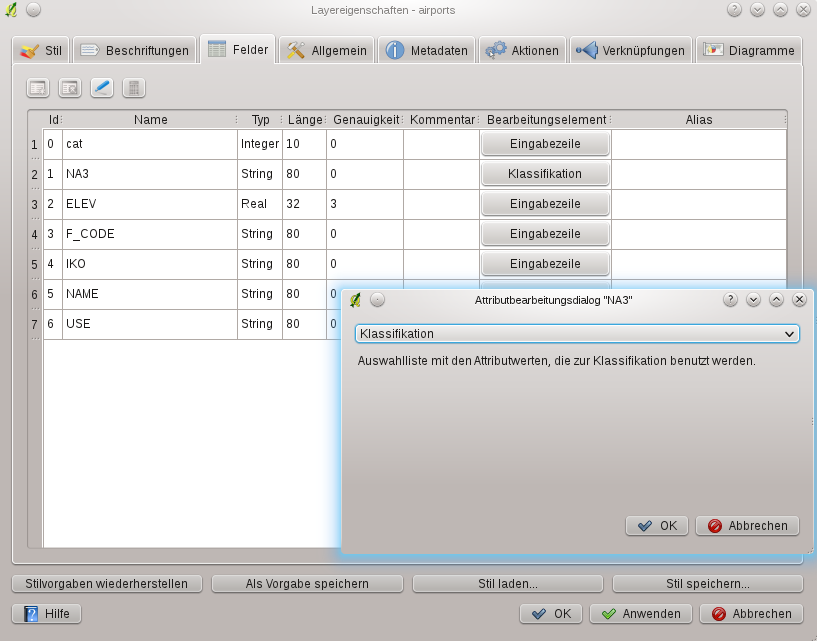 Layereigenschaften - airports
Stil Beschriftungen Felder Allgemein Metadaten Aktionen Verknüpfungen Diagramme
Id Name Typ Länge Genauigkeit Kommentar Bearbeitungselement Alias
1 0 cat Integer 10 0 Eingabezeile
2 1 NA3 String 80 0 Klassifikation
3 2 ELEV Real 32 3 Eingabezeile
4 3 F_CODE String 80 0 Eingabezeile
5 4 IKO String 80 0 Eingabezeile
6 5 NAME String 80 0
7 6 USE String 80 0
Attributbearbeitungsdialog "NA3"
Klassifikation
Auswahlliste mit den Attributwerten, die zur Klassifikation benutzt werden.
OK Abbrechen
Stilvorgaben wiederherstellen Als Vorgabe speichern Stil laden... Stil speichern...
Hilfe OK Anwenden Abbrechen